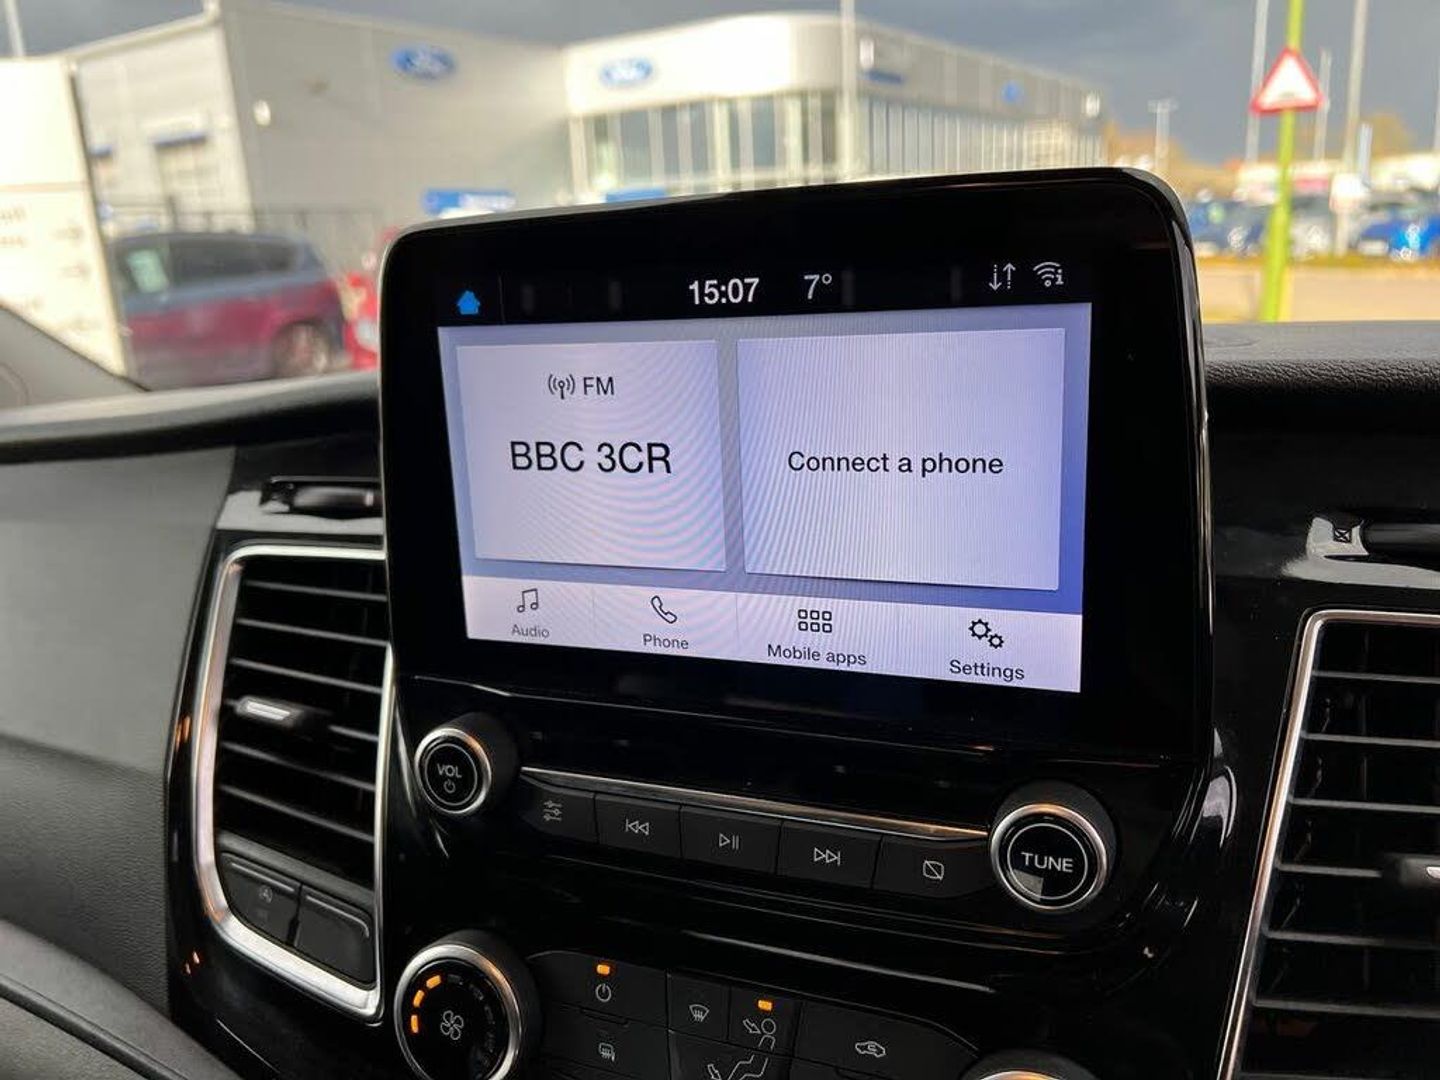 15:07 7°
FM
BBC 3CR
Connect a phone
Audio
Phone
Mobile apps
Settings
VOL
TUNE